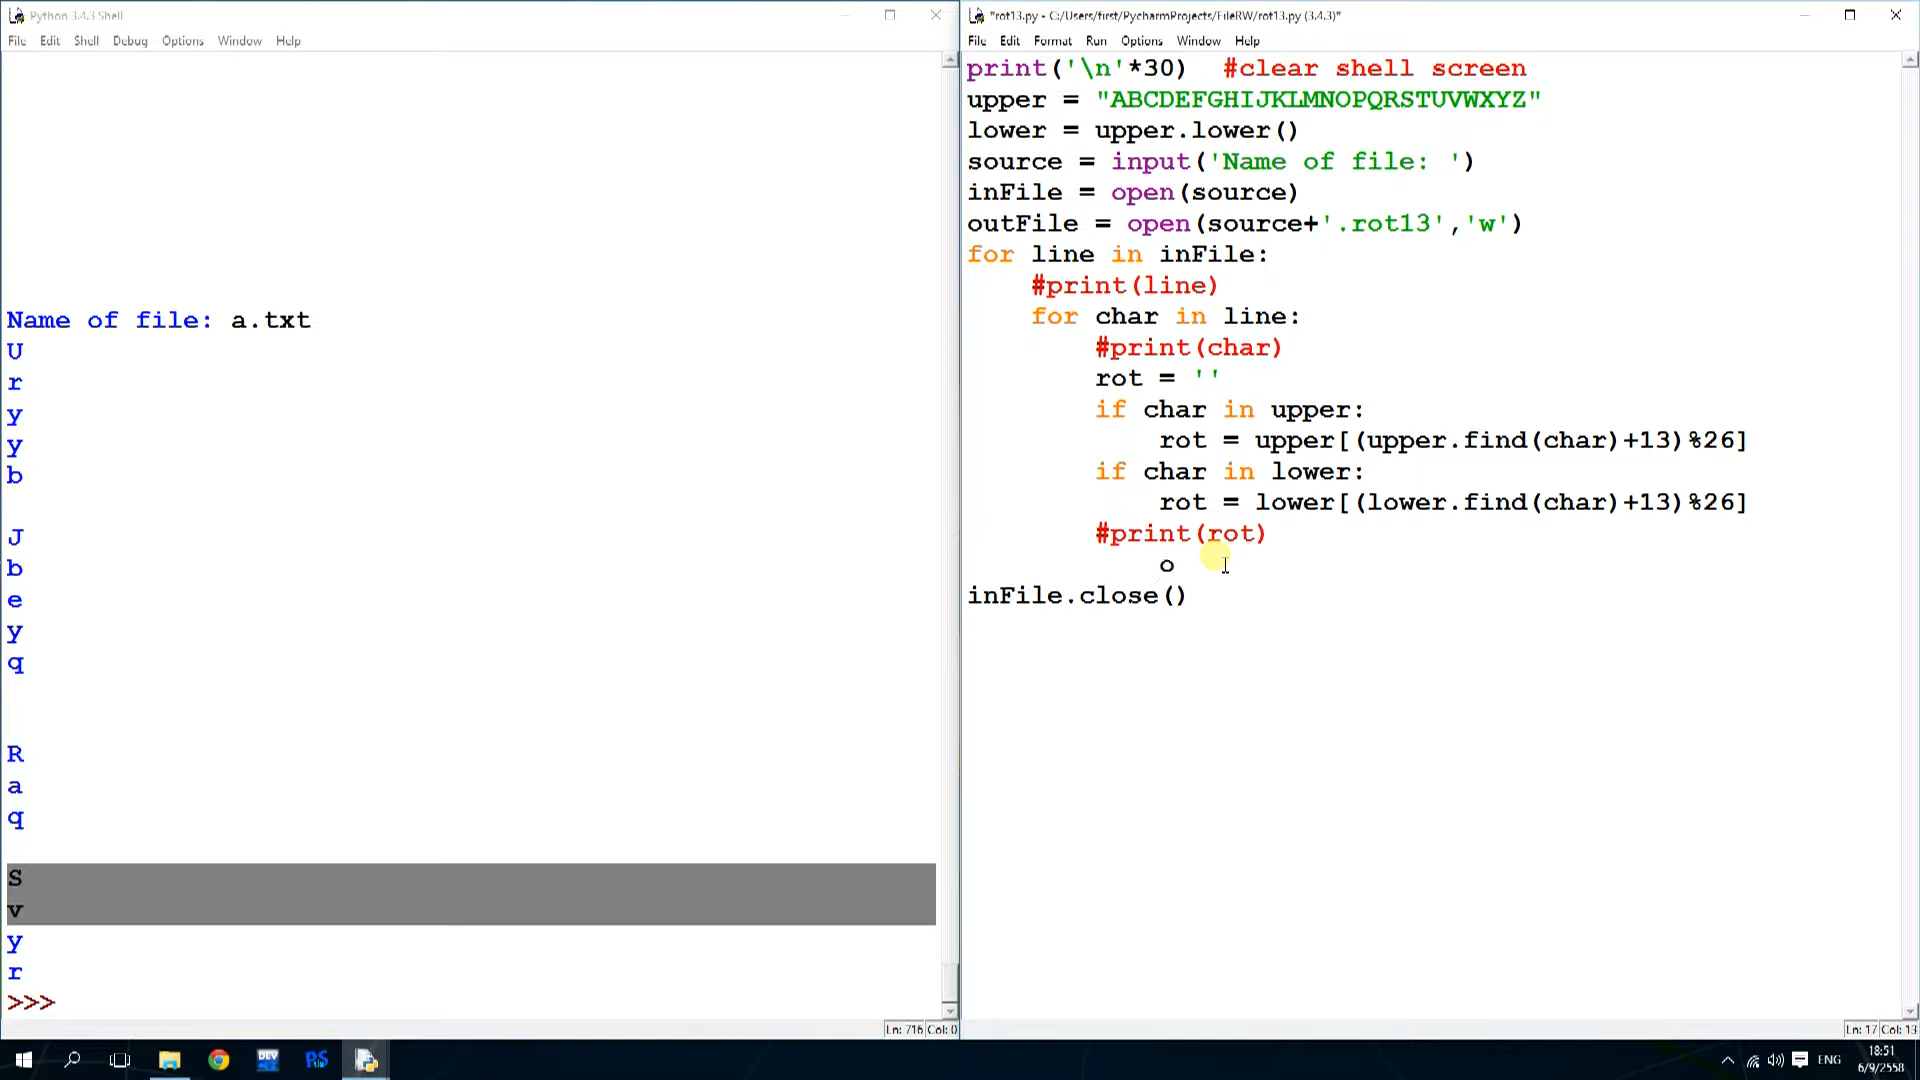 Python 3.4.3 Shell
File Edit Shell Debug Options Window Help
Name of file: a.txt
U
r
y
y
b
J
b
e
y
q
R
a
q
S
v
y
r
>>>
Ln: 716 Col: 0
*rot13.py - C:/Users/first/PycharmProjects/FileRW/rot13.py (3.4.3)*
File Edit Format Run Options Window Help
print('\n'*30)  #clear shell screen
upper = "ABCDEFGHIJKLMNOPQRSTUVWXYZ"
lower = upper.lower()
source = input('Name of file: ')
inFile = open(source)
outFile = open(source+'.rot13','w')
for line in inFile:
    #print(line)
    for char in line:
        #print(char)
        rot = ''
        if char in upper:
            rot = upper[(upper.find(char)+13)%26]
        if char in lower:
            rot = lower[(lower.find(char)+13)%26]
        #print(rot)
            o
inFile.close()
Ln: 17 Col: 13
DEV
PS
ENG
18:51
6/9/2558